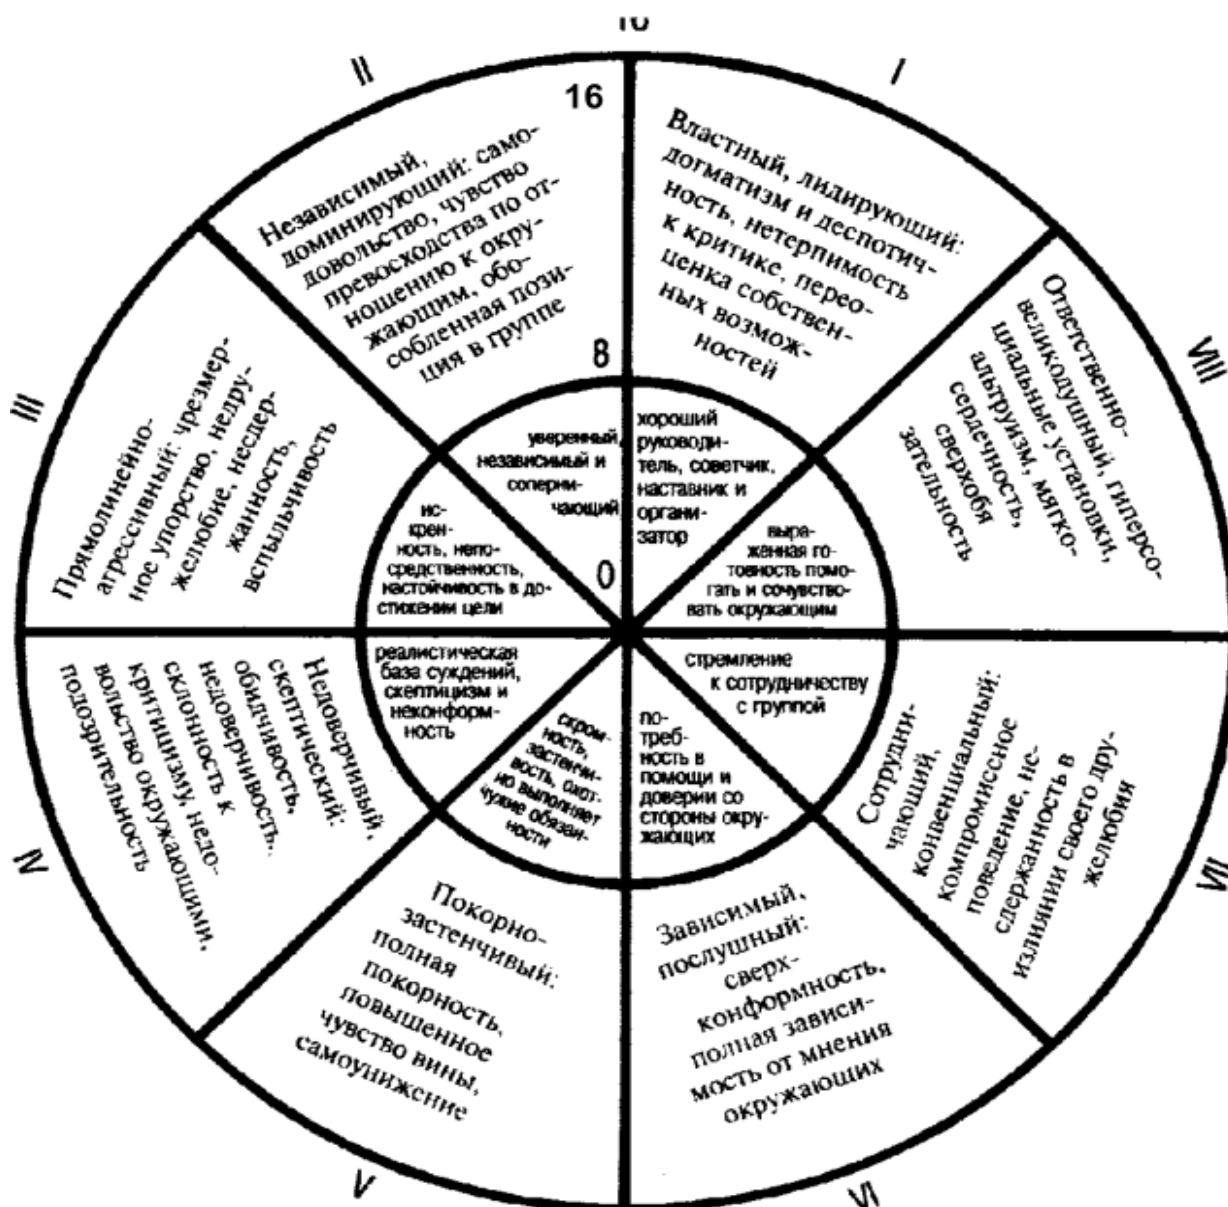 II
I
16
Независимый,
доминирующий: само-
довольство, чувство
превосходства по от-
ношению к окру-
жающим, обо-
собленная пози-
ция в группе
Властный, лидирующий:
догматизм и деспотич-
ность, нетерпимость
к критике, перео-
ценка собствен-
ных возмож-
ностей
III
Прямолинейно-
агрессивный: чрезмер-
ное упорство, недру-
желюбие, несдер-
жанность,
вспыльчивость
VIII
Ответственно-
великодушный, гиперсо-
циальные установки,
альтруизм, мягко-
сердечность,
сверхобя
зательность
8
уверенный,
независимый и
соперни-
чающий
хороший
руководи-
тель, советчик,
наставник и
органи-
затор
ис-
крен-
ность, непо-
средственность,
настойчивость в до-
стижении цели
0
выра-
женная го-
товность помо-
гать и сочувство-
вать окружающим
реалистическая
база суждений,
скептицизм и
неконформ-
ность
скром-
ность,
застенчи-
вость, охот-
но выполняет
чужие обязан-
ности
по-
треб-
ность в
помощи и
доверии со
стороны окру-
жающих
стремление
к сотрудничеству
с группой
IV
Недоверчивый,
скептический:
обидчивость,
недоверчивость,
склонность к
критицизму, недо-
вольство окружающими,
подозрительность
VII
Сотрудни-
чающий,
конвенциальный:
компромиссное
поведение, не-
сдержанность в
излиянии своего дру-
желюбия
V
Покорно-
застенчивый:
полная
покорность,
повышенное
чувство вины,
самоунижение
VI
Зависимый,
послушный:
сверх-
конформность,
полная зависи-
мость от мнения
окружающих